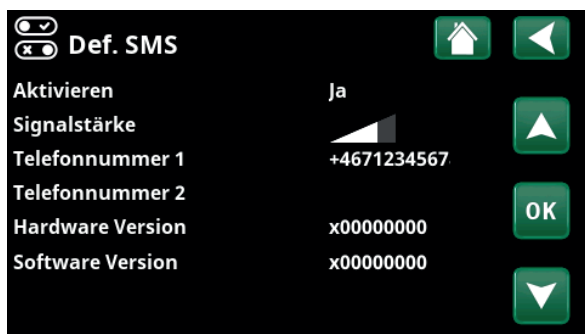 Def. SMS
Aktivieren Ja
Signalstärke
Telefonnummer 1 +4671234567
Telefonnummer 2
Hardware Version x00000000
OK
Software Version x00000000